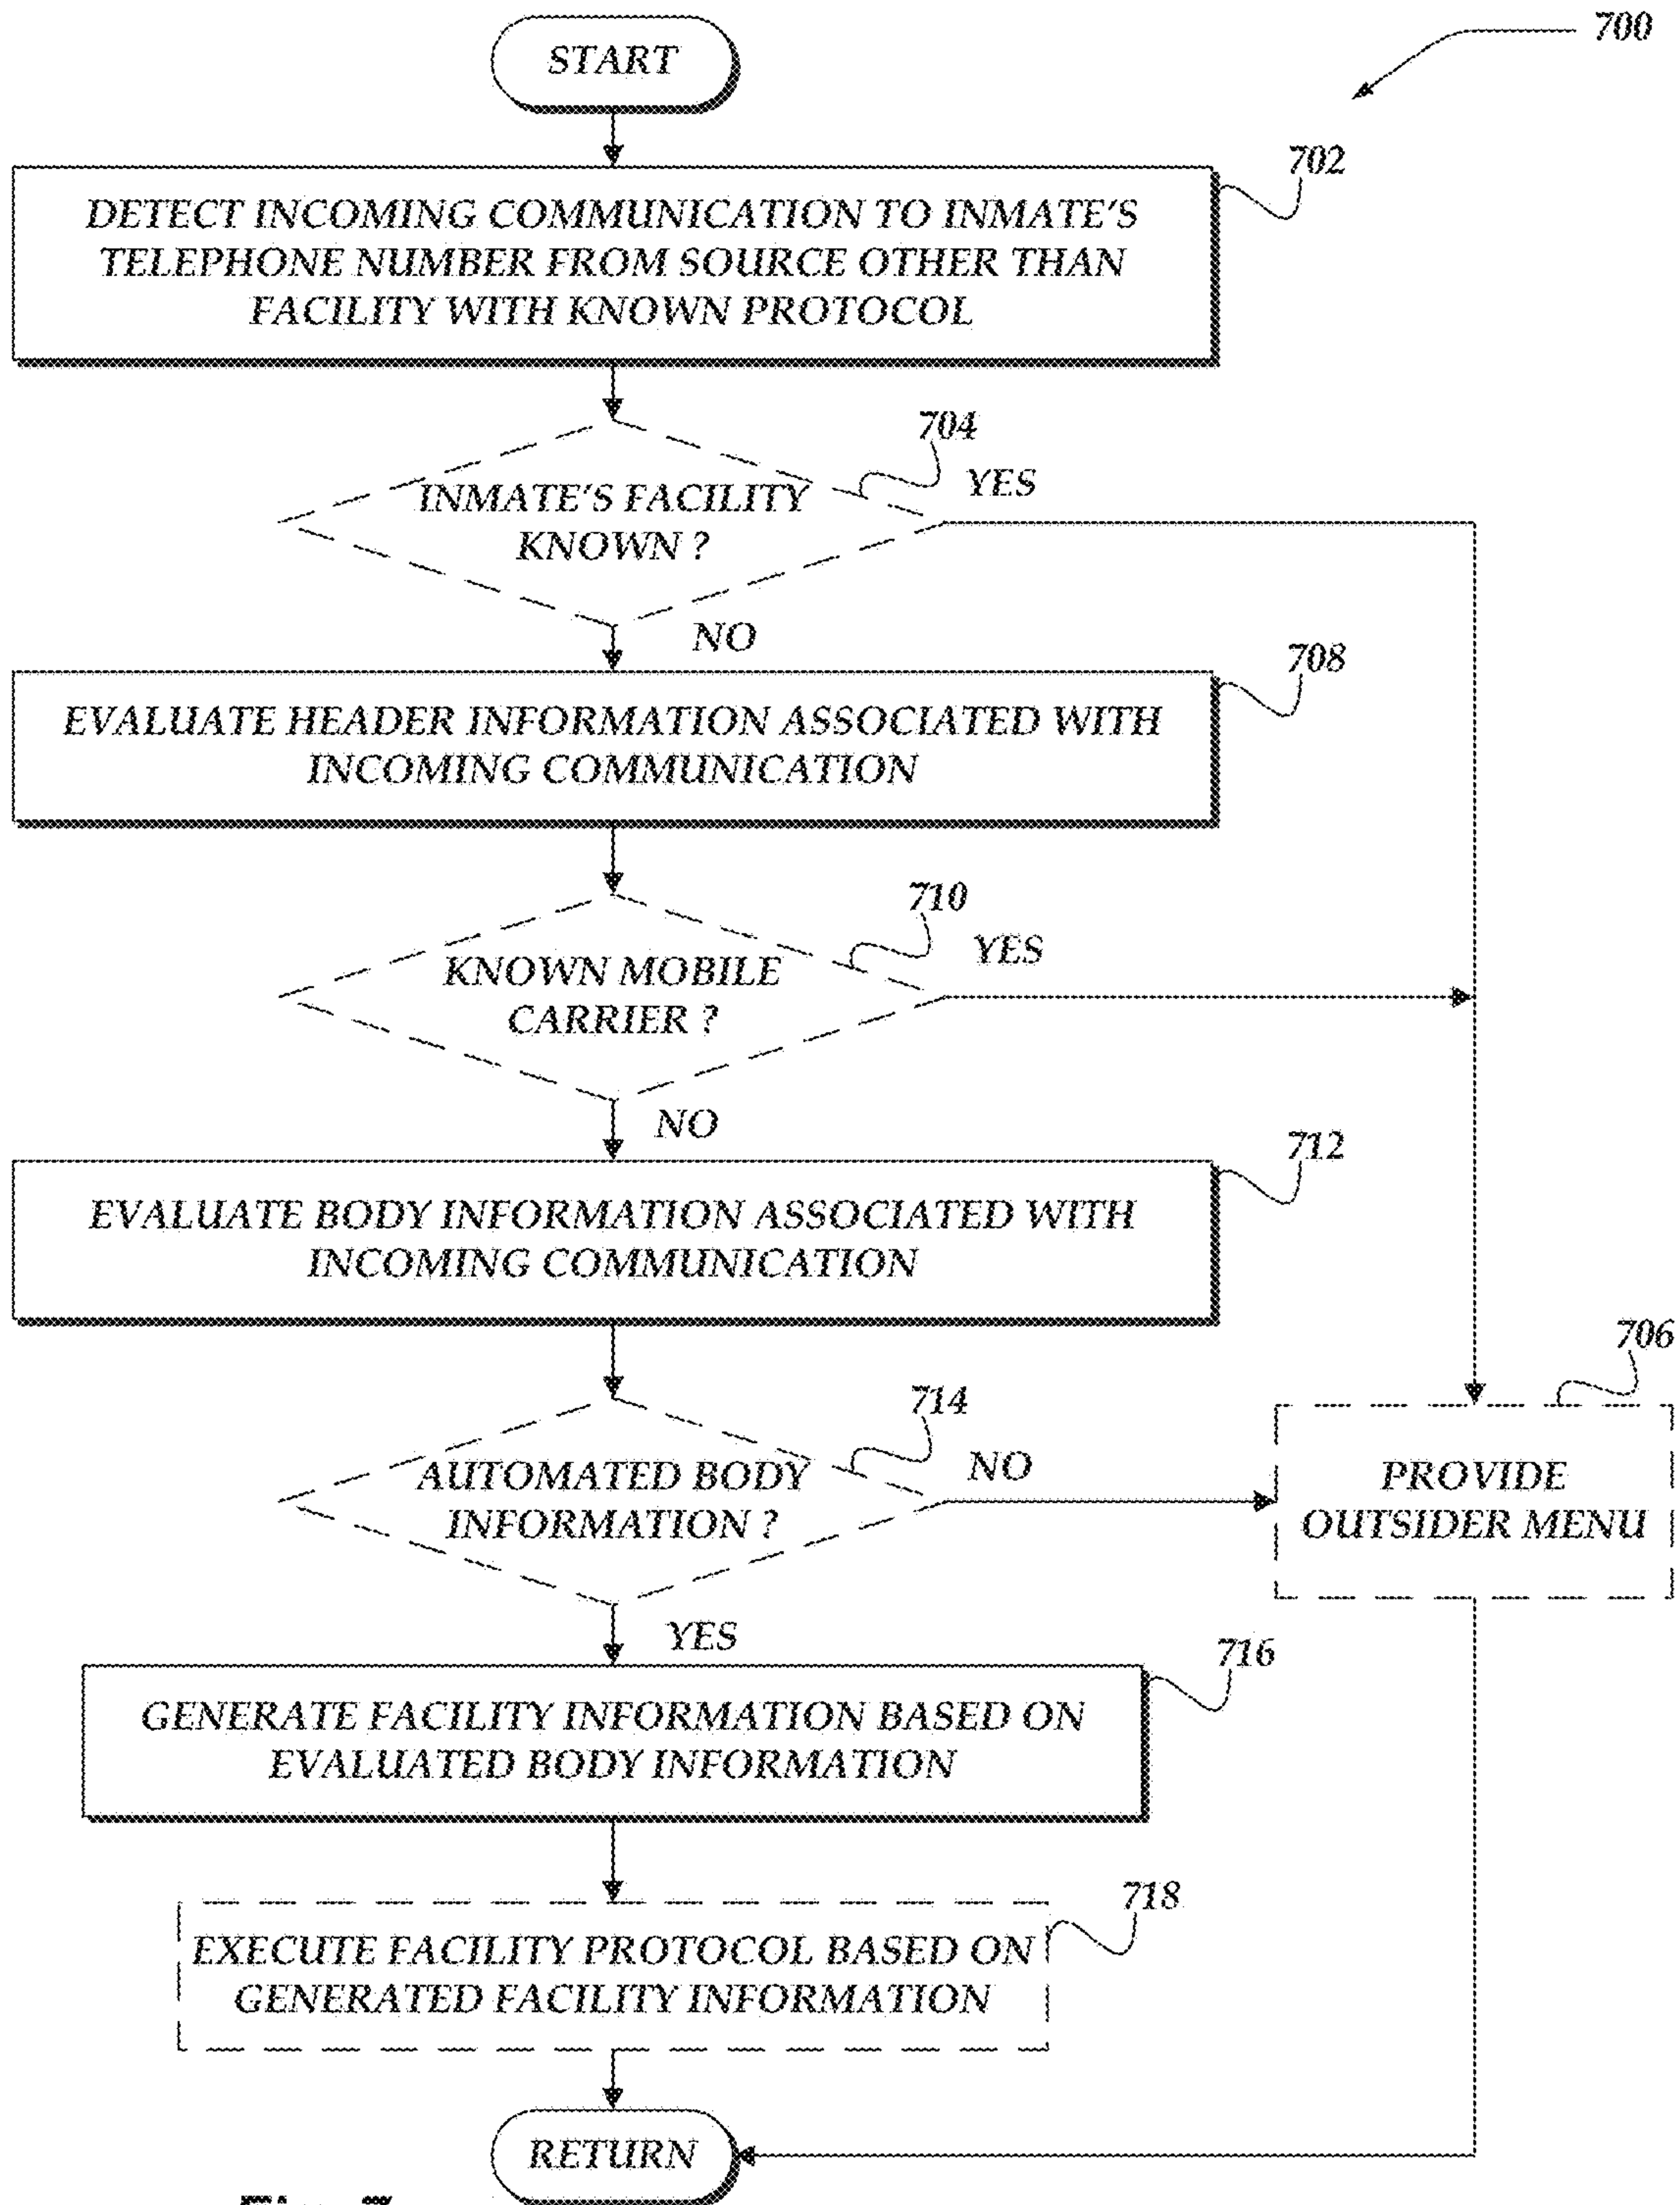 START
700
702
DETECT INCOMING COMMUNICATION TO INMATE'S
TELEPHONE NUMBER FROM SOURCE OTHER THAN
FACILITY WITH KNOWN PROTOCOL
704
YES
INMATE'S FACILITY
KNOWN ?
NO
708
EVALUATE HEADER INFORMATION ASSOCIATED WITH
INCOMING COMMUNICATION
710
YES
KNOWN MOBILE
CARRIER ?
NO
712
EVALUATE BODY INFORMATION ASSOCIATED WITH
INCOMING COMMUNICATION
706
714
NO
AUTOMATED BODY
INFORMATION ?
PROVIDE
OUTSIDER MENU
YES
716
GENERATE FACILITY INFORMATION BASED ON
EVALUATED BODY INFORMATION
718
EXECUTE FACILITY PROTOCOL BASED ON
GENERATED FACILITY INFORMATION
RETURN